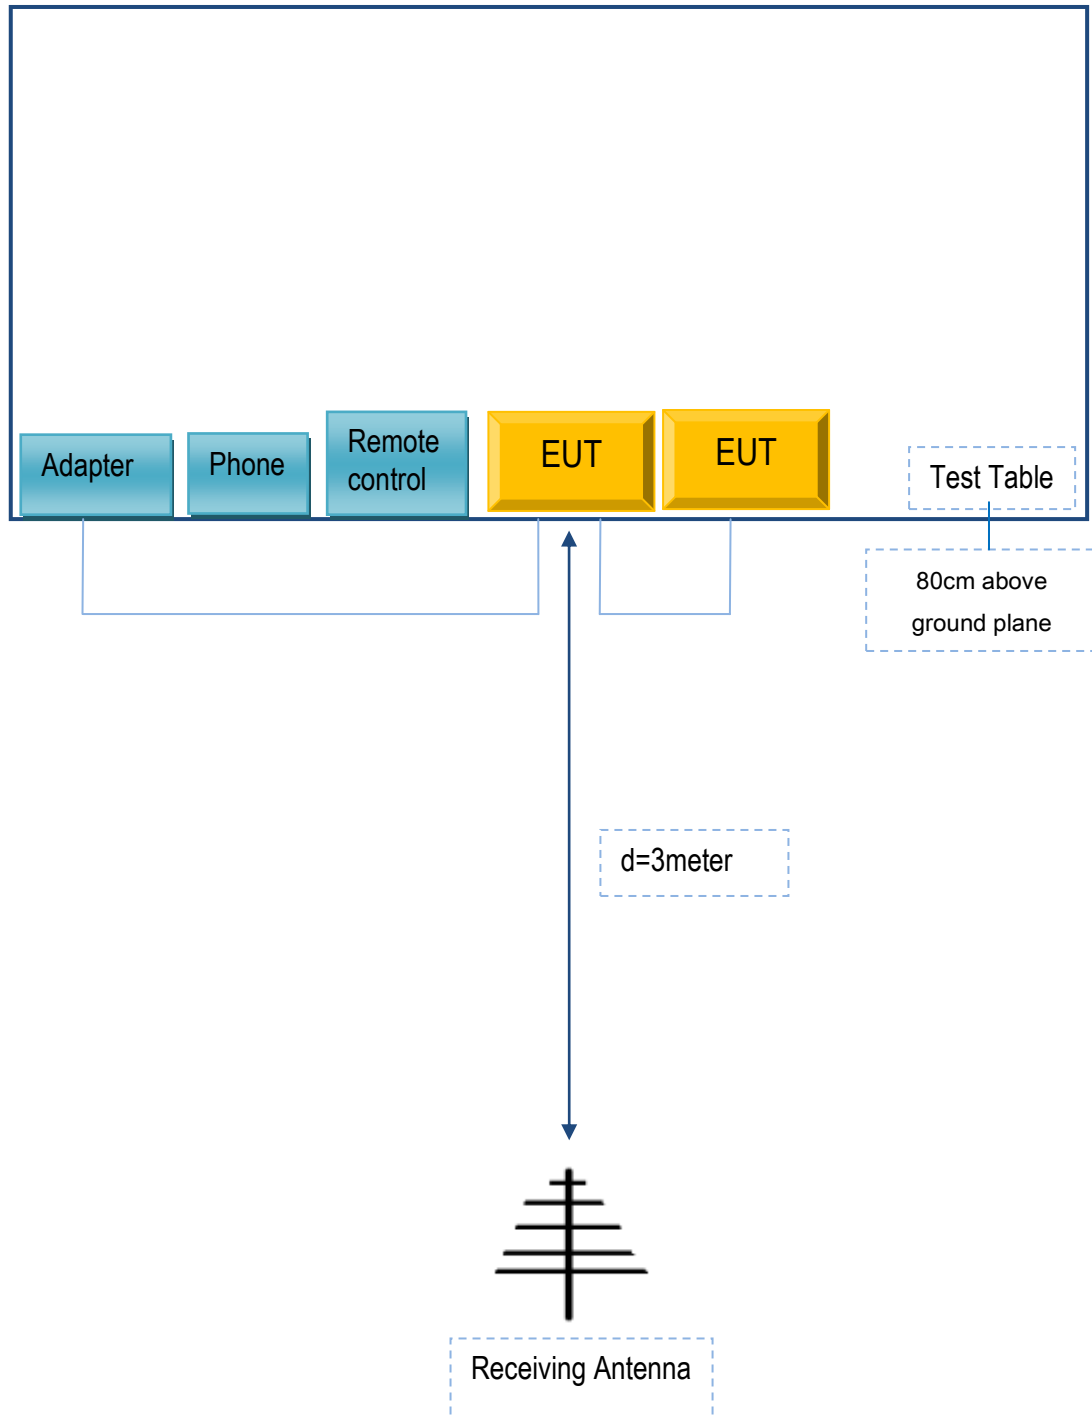 Adapter
Phone
Remote
control
EUT
EUT
Test Table
80cm above
ground plane
d=3meter
Receiving Antenna